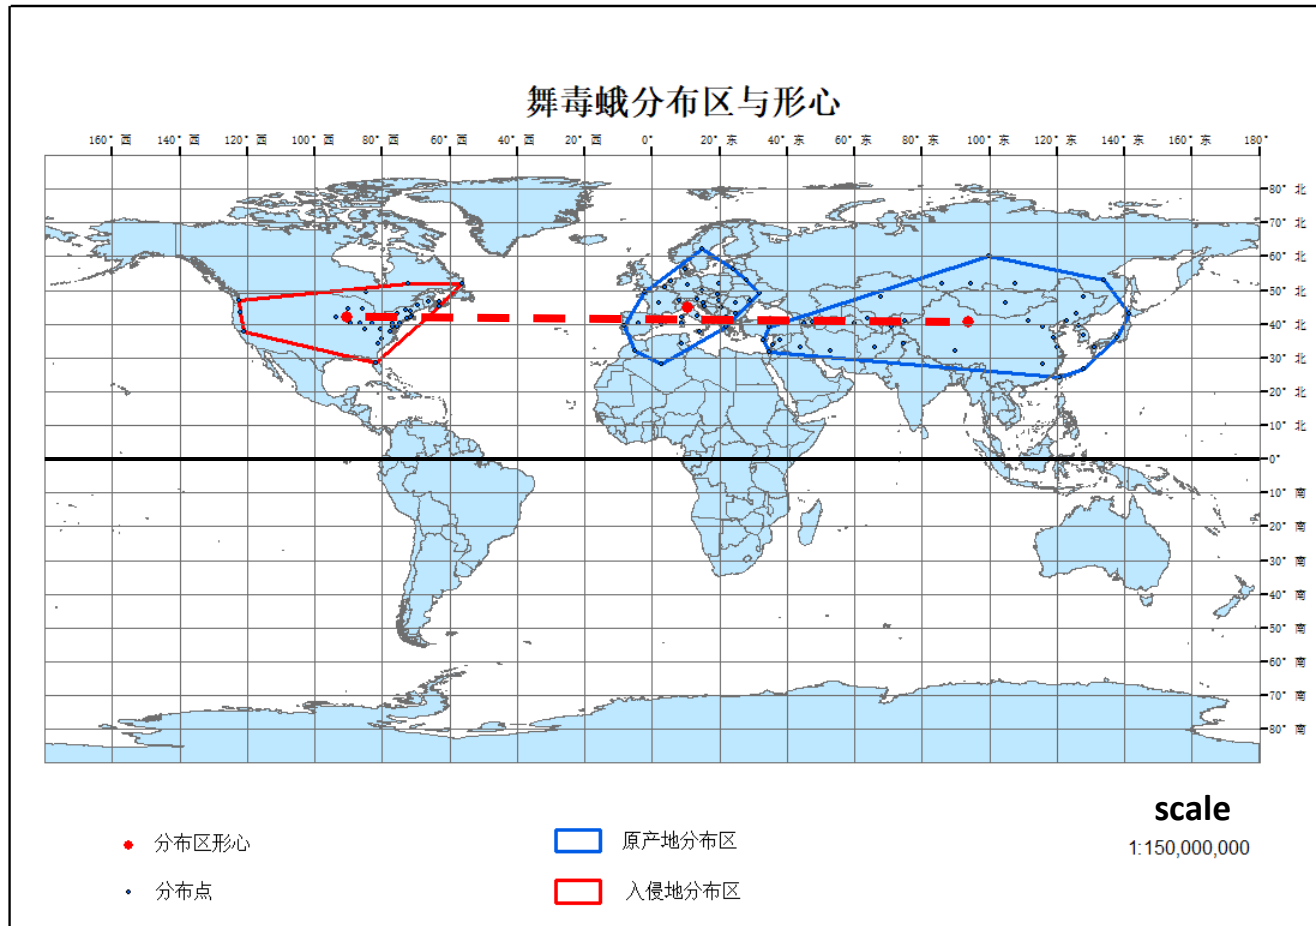 舞毒蛾分布区与形心
160° 西 140° 西 120° 西 100° 西 80° 西 60° 西 40° 西 20° 西 0° 20° 东 40° 东 60° 东 80° 东 100° 东 120° 东 140° 东 160° 东 180°
80° 北
70° 北
60° 北
50° 北
40° 北
30° 北
20° 北
10° 北
0°
10° 南
20° 南
30° 南
40° 南
50° 南
60° 南
70° 南
80° 南
分布区形心
分布点
原产地分布区
入侵地分布区
scale
1:150,000,000